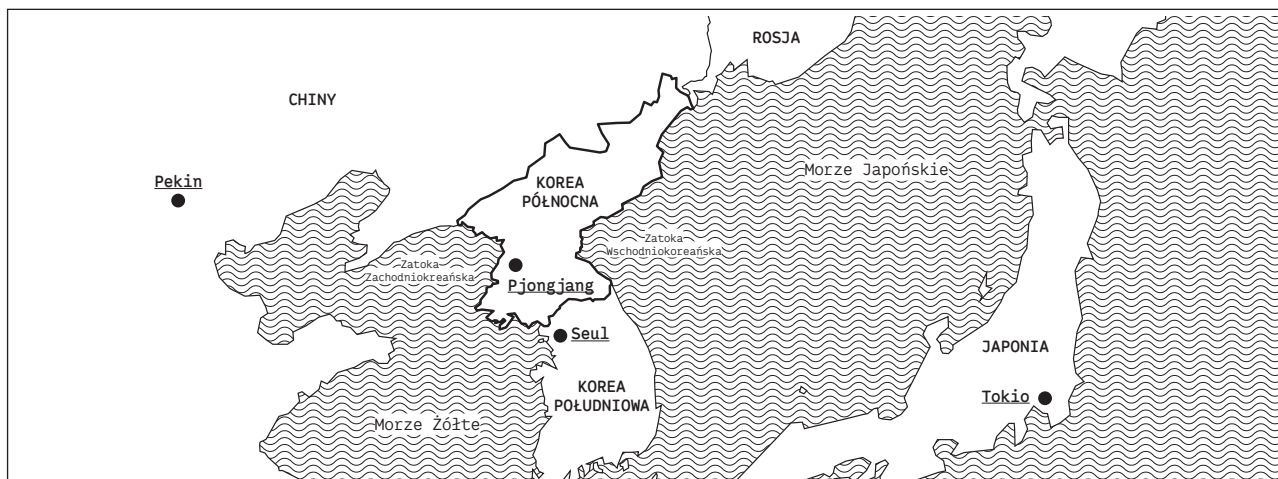 ROSJA
CHINY
Morze Japońskie
Pekin
KOREA
PÓŁNOCNA
Zatoka
Wschodniokoreańska
Zatoka
Zachodniokreańska
Pjongjang
Seul
JAPONIA
KOREA
POŁUDNIOWA
Tokio
Morze Żółte